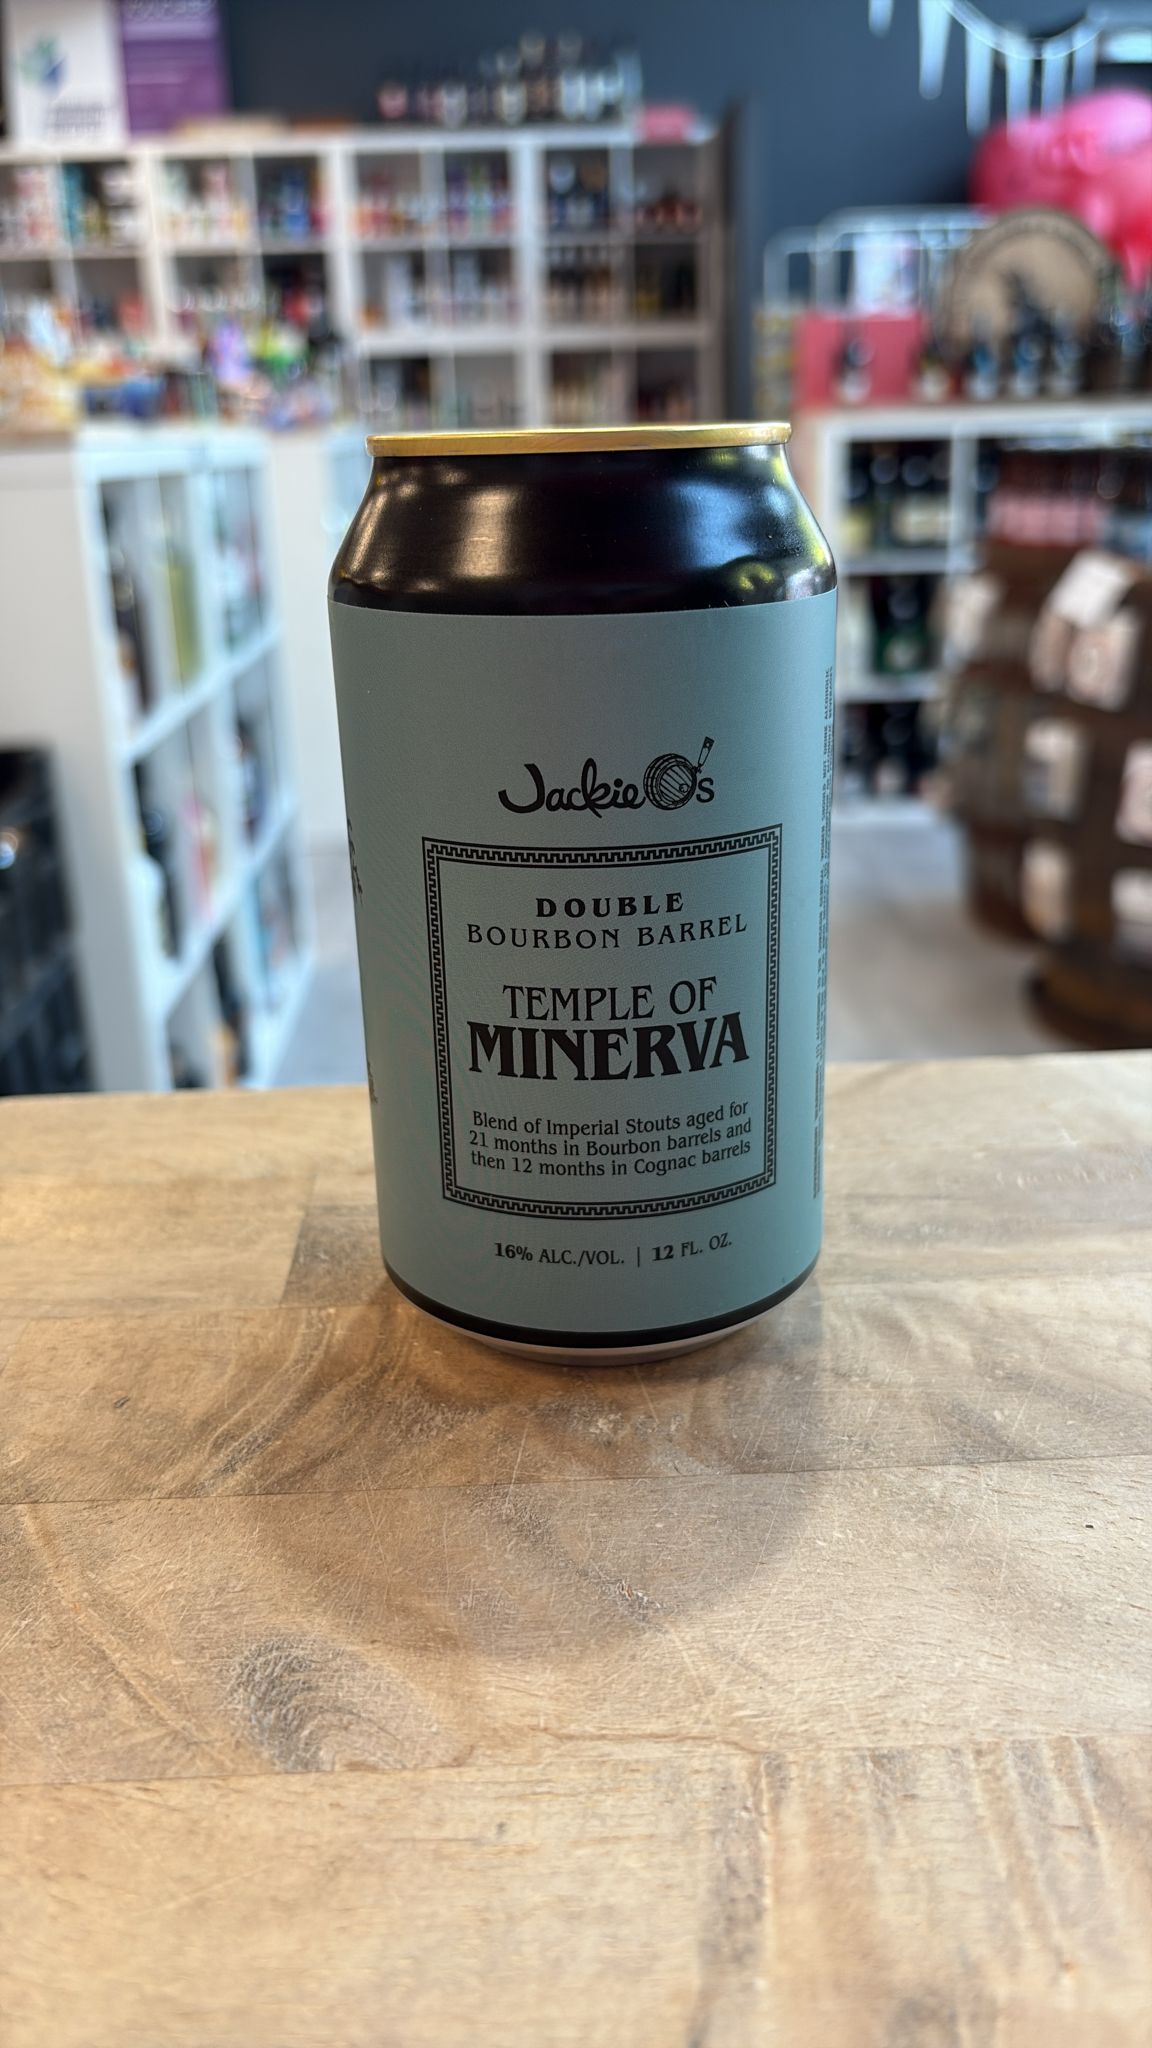 Jackie O's
DOUBLE
BOURBON BARREL
TEMPLE OF
MINERVA
Blend of Imperial Stouts aged for
21 months in Bourbon barrels and
then 12 months in Cognac barrels
16% ALC./VOL. | 12 FL. OZ.